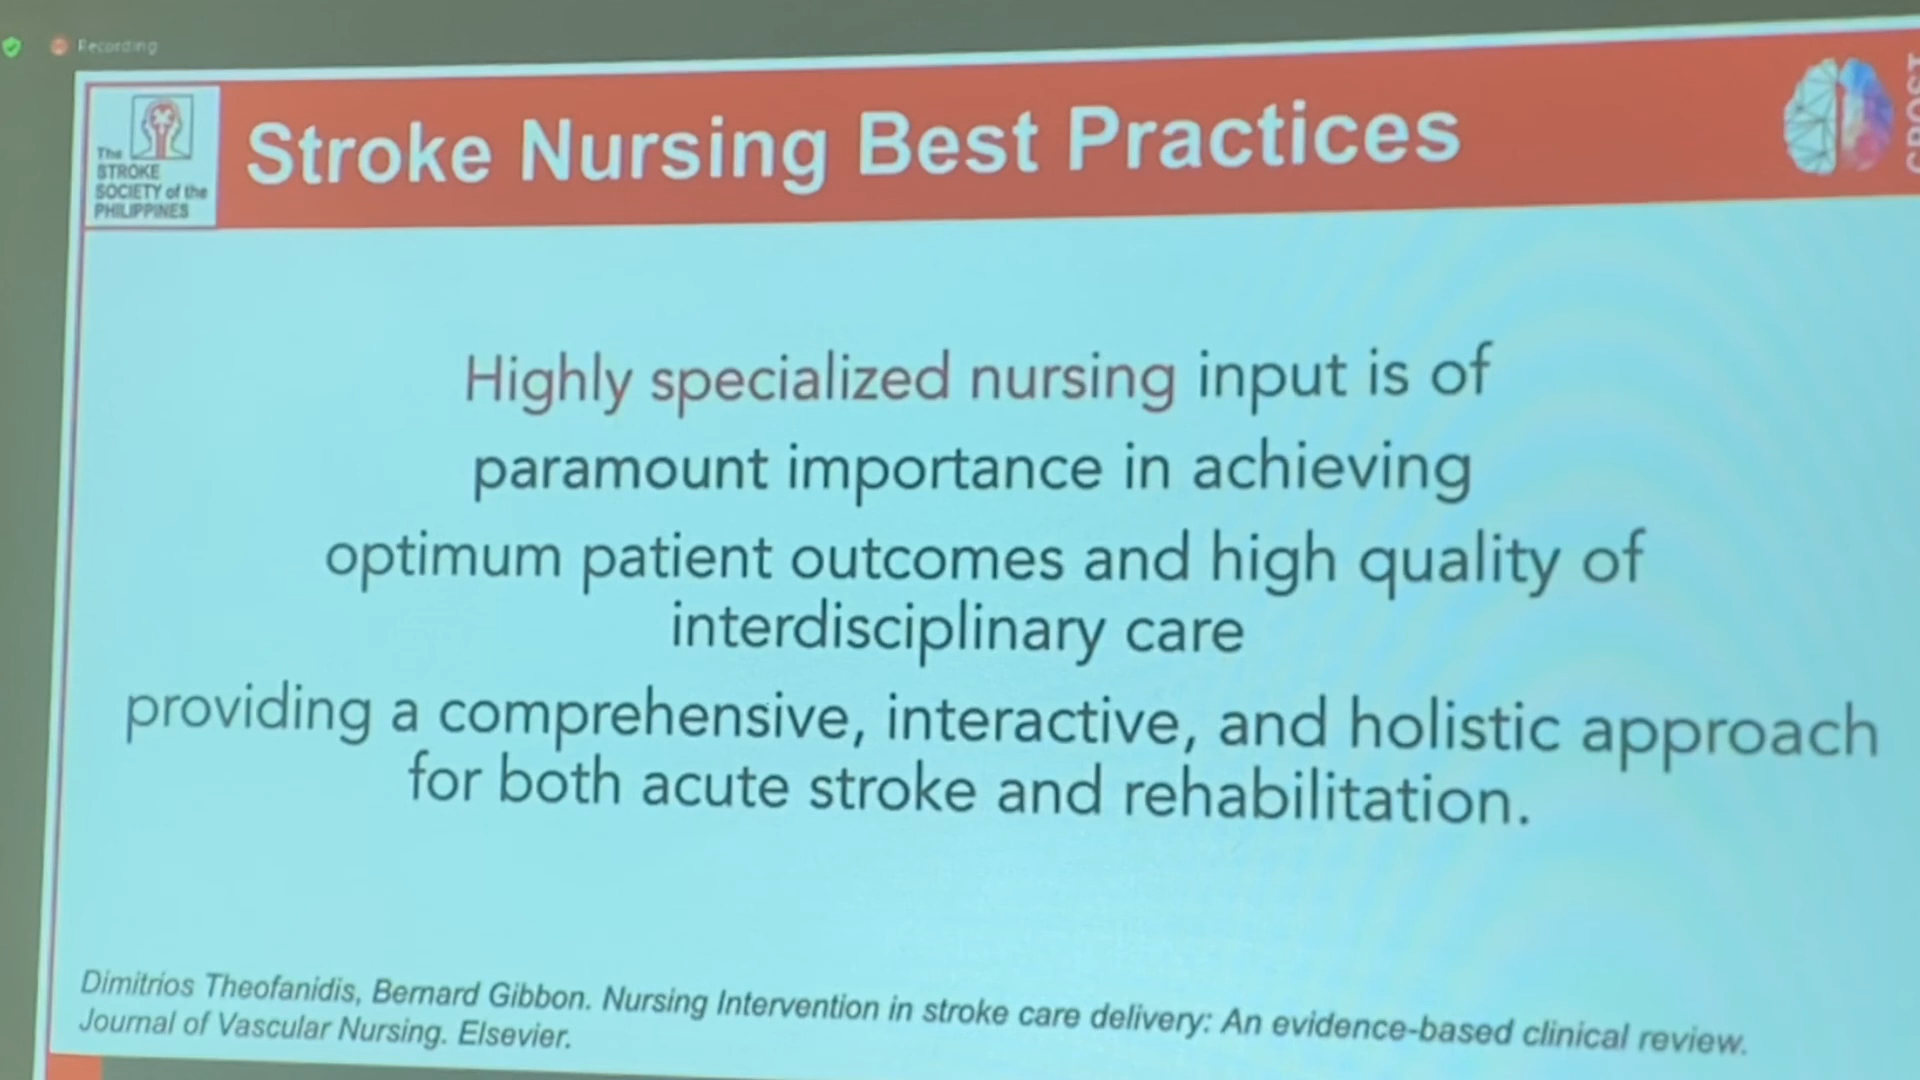 Recording
The
STROKE
SOCIETY of the
PHILIPPINES
Stroke Nursing Best Practices
Highly specialized nursing input is of
paramount importance in achieving
optimum patient outcomes and high quality of
interdisciplinary care
providing a comprehensive, interactive, and holistic approach
for both acute stroke and rehabilitation.
Dimitrios Theofanidis, Bernard Gibbon. Nursing Intervention in stroke care delivery: An evidence-based clinical review.
Journal of Vascular Nursing. Elsevier.